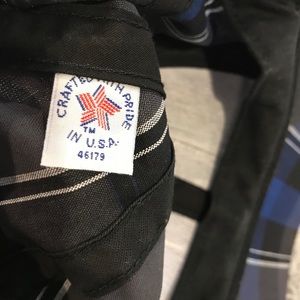 CRAFTED WITH PRIDE
TM
IN U.S.A.
46179